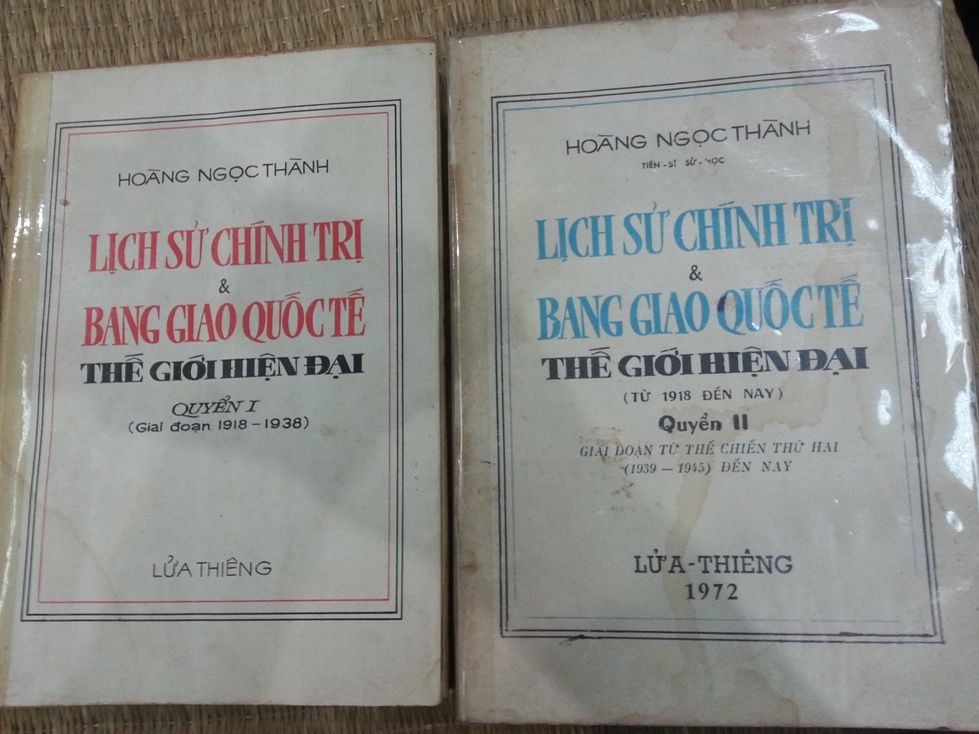 HOÀNG NGỌC THÀNH
LỊCH SỬ CHÍNH TRỊ
&
BANG GIAO QUỐC TẾ
THẾ GIỚI HIỆN ĐẠI
QUYỂN I
(Giai đoạn 1918 - 1938)
LỬA THIÊNG
HOÀNG NGỌC THÀNH
TIẾN - SĨ SỬ - HỌC
LỊCH SỬ CHÍNH TRỊ
&
BANG GIAO QUỐC TẾ
THẾ GIỚI HIỆN ĐẠI
(TỪ 1918 ĐẾN NAY)
Quyển II
GIAI ĐOẠN TỪ THẾ CHIẾN THỨ HAI
(1939 — 1945) ĐẾN NAY
LỬA - THIÊNG
1972